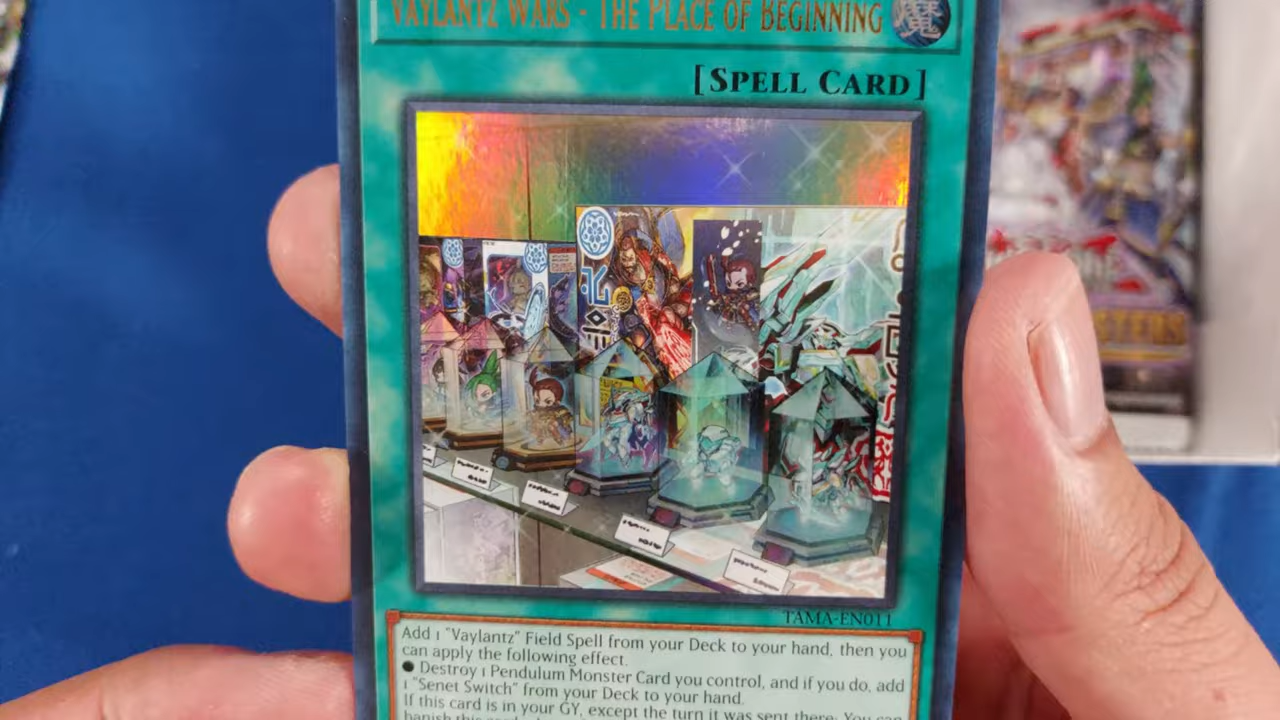 VAYLANTZ WARS - THE PLACE OF BEGINNING
魔
[SPELL CARD]
TAMA-EN011
Add 1 "Vaylantz" Field Spell from your Deck to your hand, then you
can apply the following effect.
● Destroy 1 Pendulum Monster Card you control, and if you do, add
1 "Senet Switch" from your Deck to your hand.
If this card is in your GY, except the turn it was sent there: You can
banish this